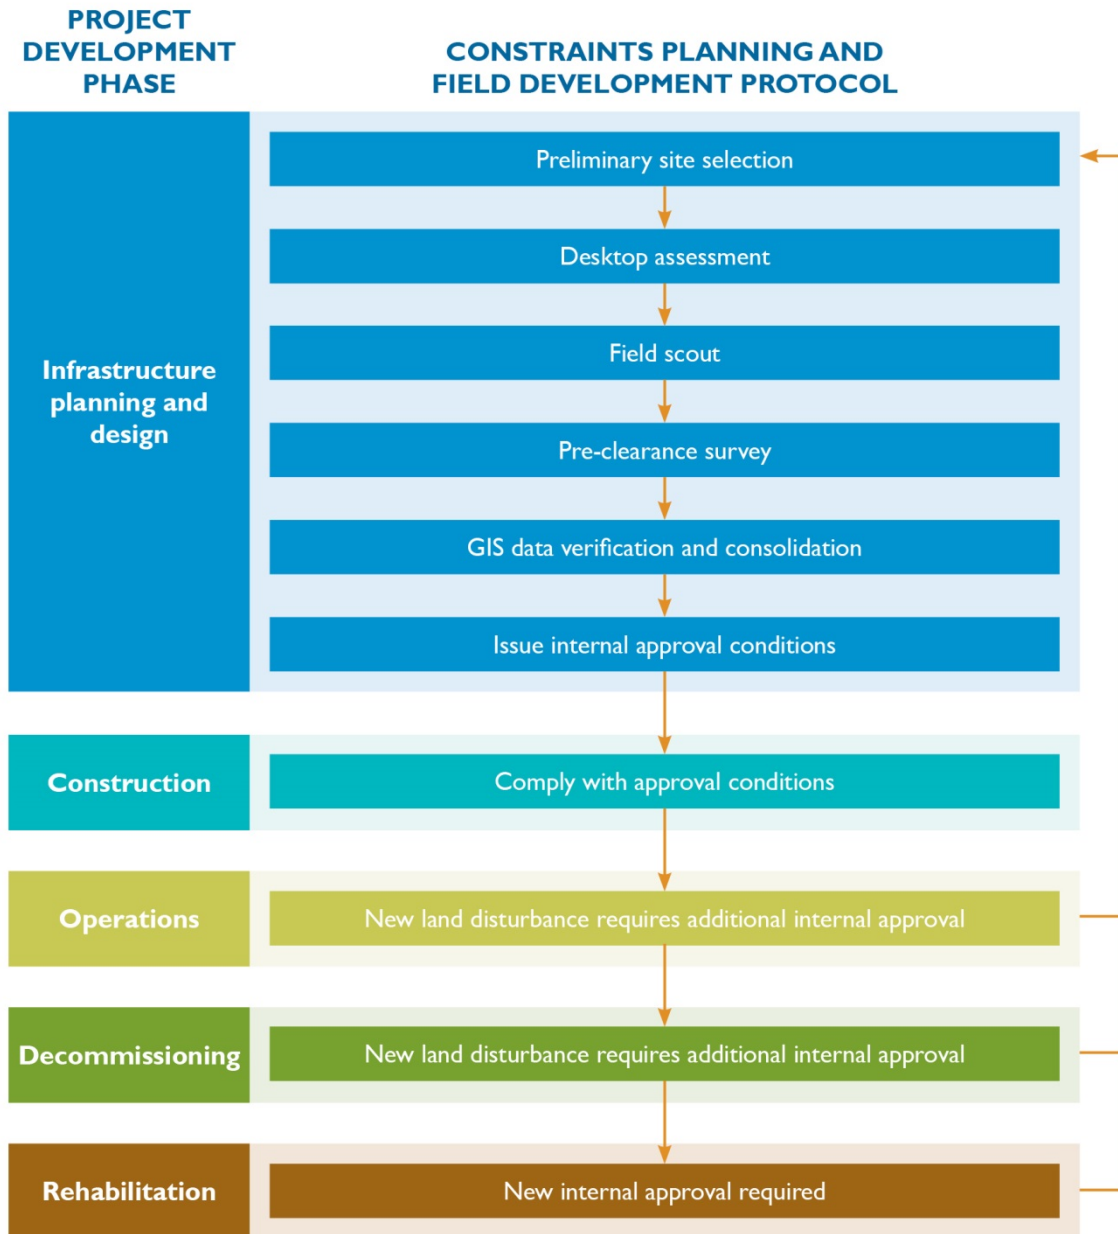 PROJECT
DEVELOPMENT
PHASE
CONSTRAINTS PLANNING AND
FIELD DEVELOPMENT PROTOCOL
Infrastructure
planning and
design
Preliminary site selection
Desktop assessment
Field scout
Pre-clearance survey
GIS data verification and consolidation
Issue internal approval conditions
Construction
Comply with approval conditions
Operations
New land disturbance requires additional internal approval
Decommissioning
New land disturbance requires additional internal approval
Rehabilitation
New internal approval required